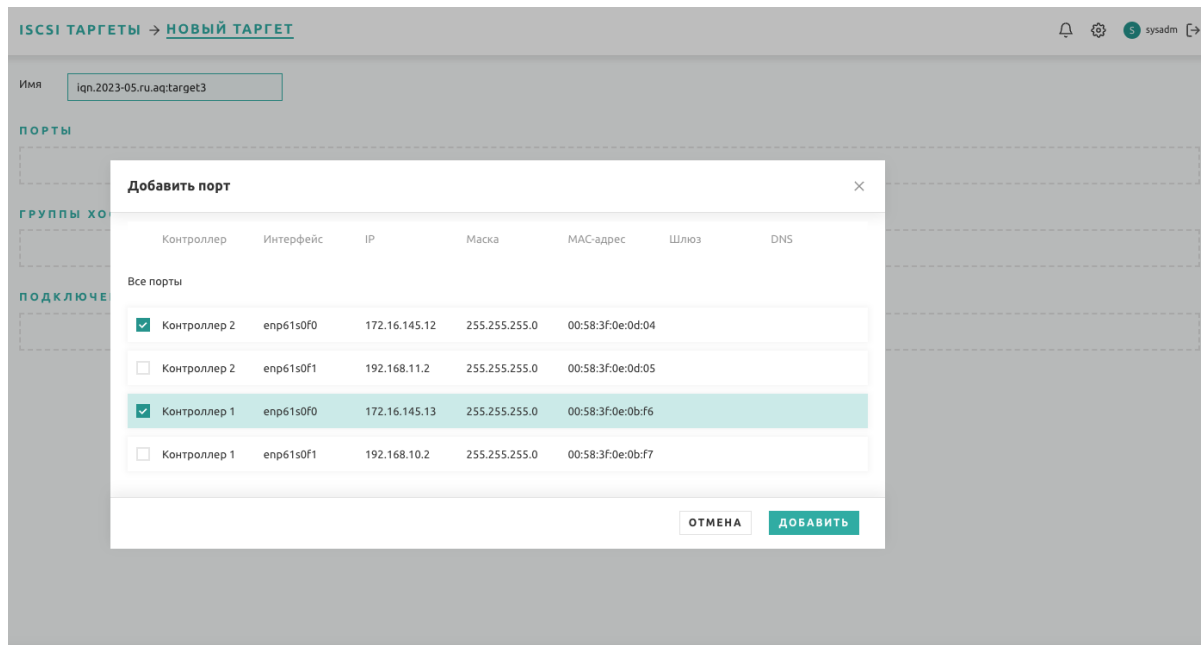 ISCSI ТАРГЕТЫ → НОВЫЙ ТАРГЕТ
S sysadm
Имя iqn.2023-05.ru.aq:target3
ПОРТЫ
Добавить порт
ГРУППЫ ХО
Контроллер Интерфейс IP Маска MAC-адрес Шлюз DNS
Все порты
ПОДКЛЮЧЕ
Контроллер 2 enp61s0f0 172.16.145.12 255.255.255.0 00:58:3f:0e:0d:04
Контроллер 2 enp61s0f1 192.168.11.2 255.255.255.0 00:58:3f:0e:0d:05
Контроллер 1 enp61s0f0 172.16.145.13 255.255.255.0 00:58:3f:0e:0b:f6
Контроллер 1 enp61s0f1 192.168.10.2 255.255.255.0 00:58:3f:0e:0b:f7
ОТМЕНА ДОБАВИТЬ